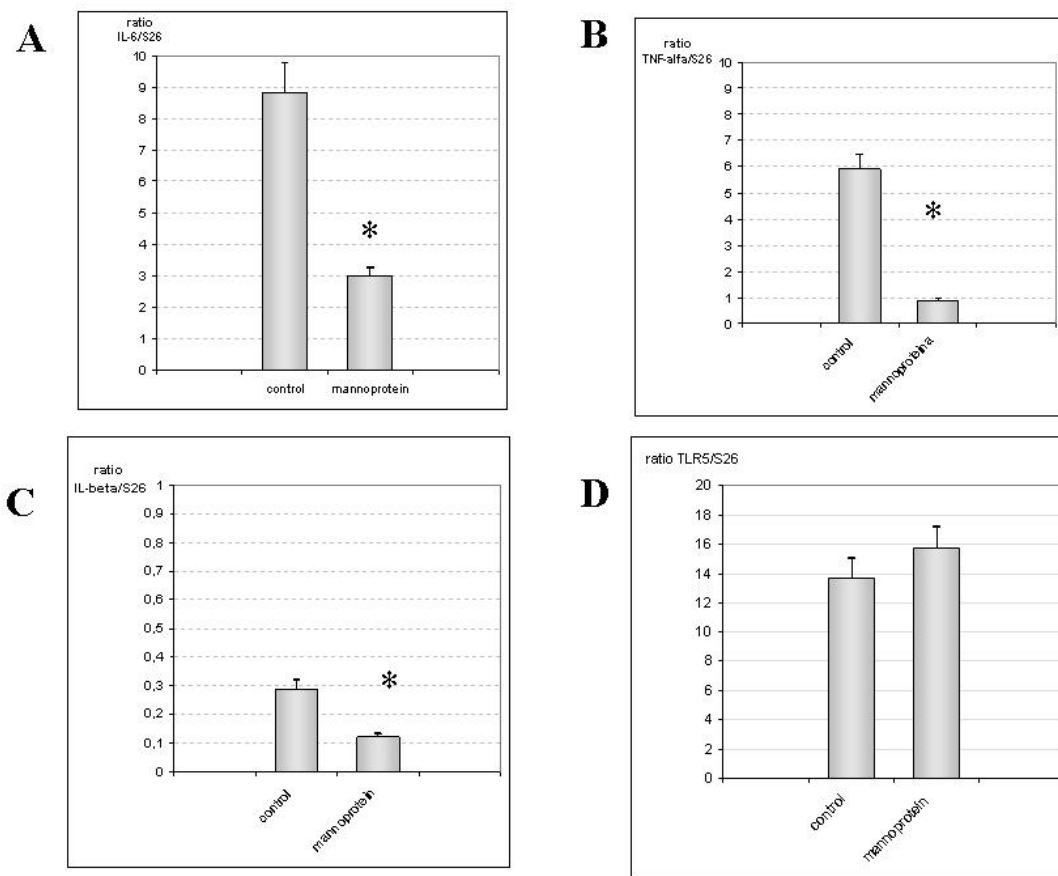 A
ratio
IL-6/S26
10
9
8
7
6
5
4
3
2
1
0
*
control
mannoprotein
B
ratio
TNF-alfa/S26
10
9
8
7
6
5
4
3
2
1
0
*
control
mannoproteina
C
ratio
IL-beta/S26
1
0,9
0,8
0,7
0,6
0,5
0,4
0,3
0,2
0,1
0
*
control
mannoprotein
D
ratio TLR5/S26
20
18
16
14
12
10
8
6
4
2
0
control
mannoprotein